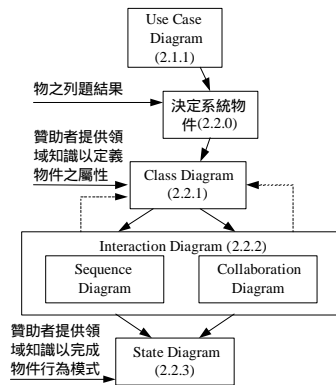 Use Case
Diagram
(2.1.1)
物之列題結果
決定系統物
件(2.2.0)
贊助者提供領
域知識以定義
物件之屬性
Class Diagram
(2.2.1)
Interaction Diagram (2.2.2)
Sequence
Diagram
Collaboration
Diagram
贊助者提供領
域知識以完成
物件行為模式
State Diagram
(2.2.3)